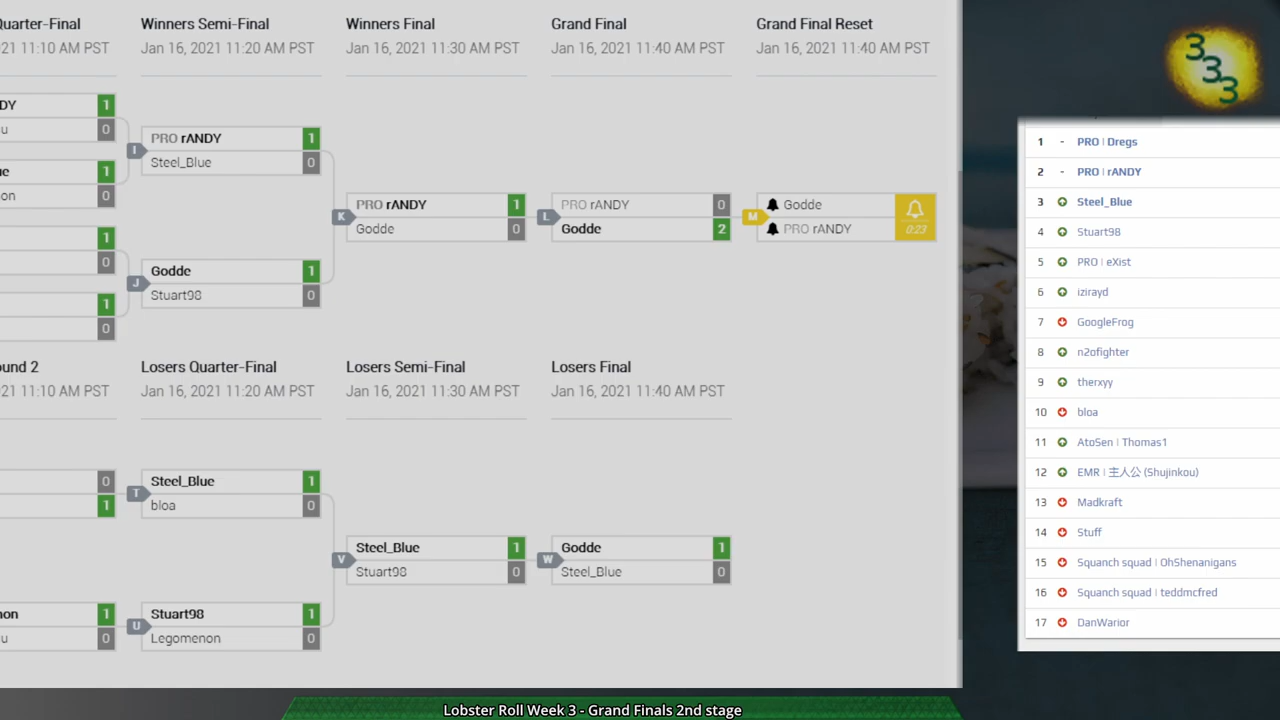 Quarter-Final
21 11:10 AM PST
Winners Semi-Final
Jan 16, 2021 11:20 AM PST
Winners Final
Jan 16, 2021 11:30 AM PST
Grand Final
Jan 16, 2021 11:40 AM PST
Grand Final Reset
Jan 16, 2021 11:40 AM PST
DY 1
u 0
ue 1
on 0
1
0
1
0
I
PRO rANDY 1
Steel_Blue 0
J
Godde 1
Stuart98 0
K
PRO rANDY 1
Godde 0
L
PRO rANDY 0
Godde 2
M
Godde
PRO rANDY
0:23
ound 2
21 11:10 AM PST
Losers Quarter-Final
Jan 16, 2021 11:20 AM PST
Losers Semi-Final
Jan 16, 2021 11:30 AM PST
Losers Final
Jan 16, 2021 11:40 AM PST
0
1
non 1
u 0
T
Steel_Blue 1
bloa 0
U
Stuart98 1
Legomenon 0
V
Steel_Blue 1
Stuart98 0
W
Godde 1
Steel_Blue 0
3
3
3
1 - PRO | Dregs
2 - PRO | rANDY
3 Steel_Blue
4 Stuart98
5 PRO | eXist
6 izirayd
7 GoogleFrog
8 n2ofighter
9 therxyy
10 bloa
11 AtoSen | Thomas1
12 EMR | 主人公 (Shujinkou)
13 Madkraft
14 Stuff
15 Squanch squad | OhShenanigans
16 Squanch squad | teddmcfred
17 DanWarior
Lobster Roll Week 3 - Grand Finals 2nd stage